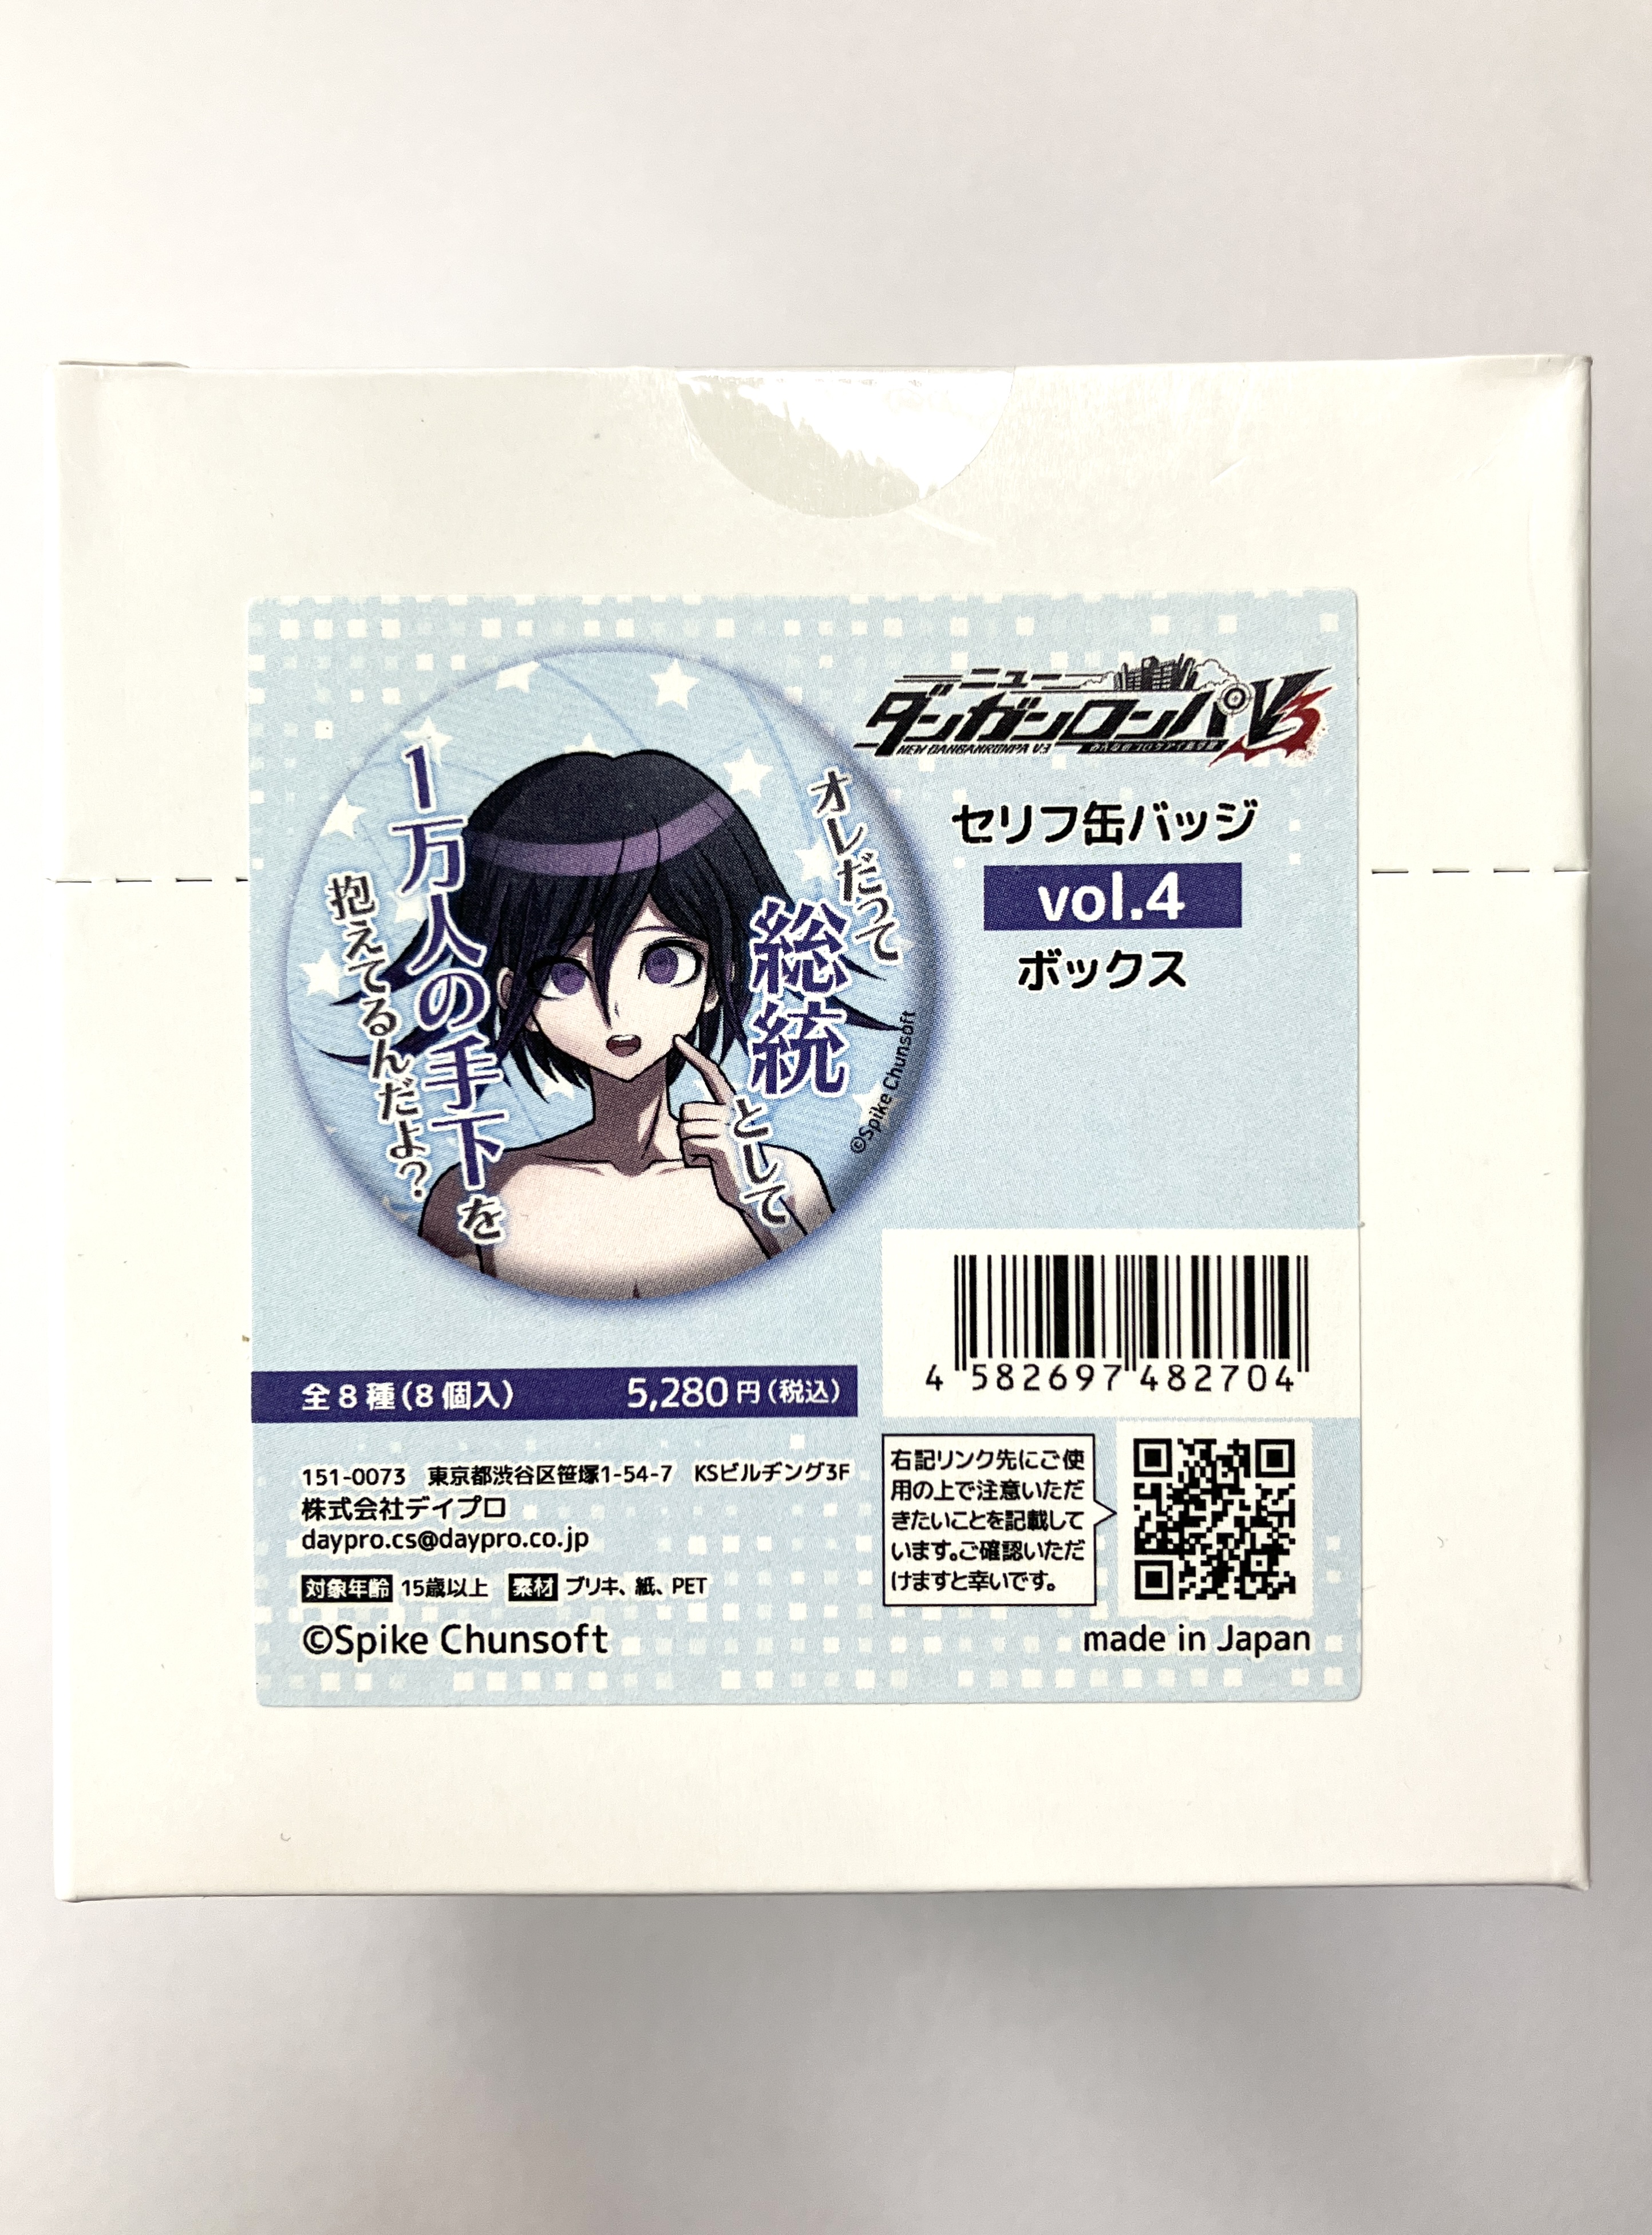 ニュー
ダンガンロンパV3
NEW DANGANRONPA V3
みんなのコロシアイ新学期
セリフ缶バッジ
vol.4
ボックス
オレだって
総統
として
1万人の手下を
抱えてるんだよ?
©Spike Chunsoft
4 582697 482704
全8種(8個入) 5,280円(税込)
151-0073 東京都渋谷区笹塚1-54-7 KSビルヂング3F
株式会社デイプロ
daypro.cs@daypro.co.jp
対象年齢 15歳以上 素材 ブリキ、紙、PET
©Spike Chunsoft
右記リンク先にご使
用の上で注意いただ
きたいことを記載して
います。ご確認いただ
けますと幸いです。
made in Japan